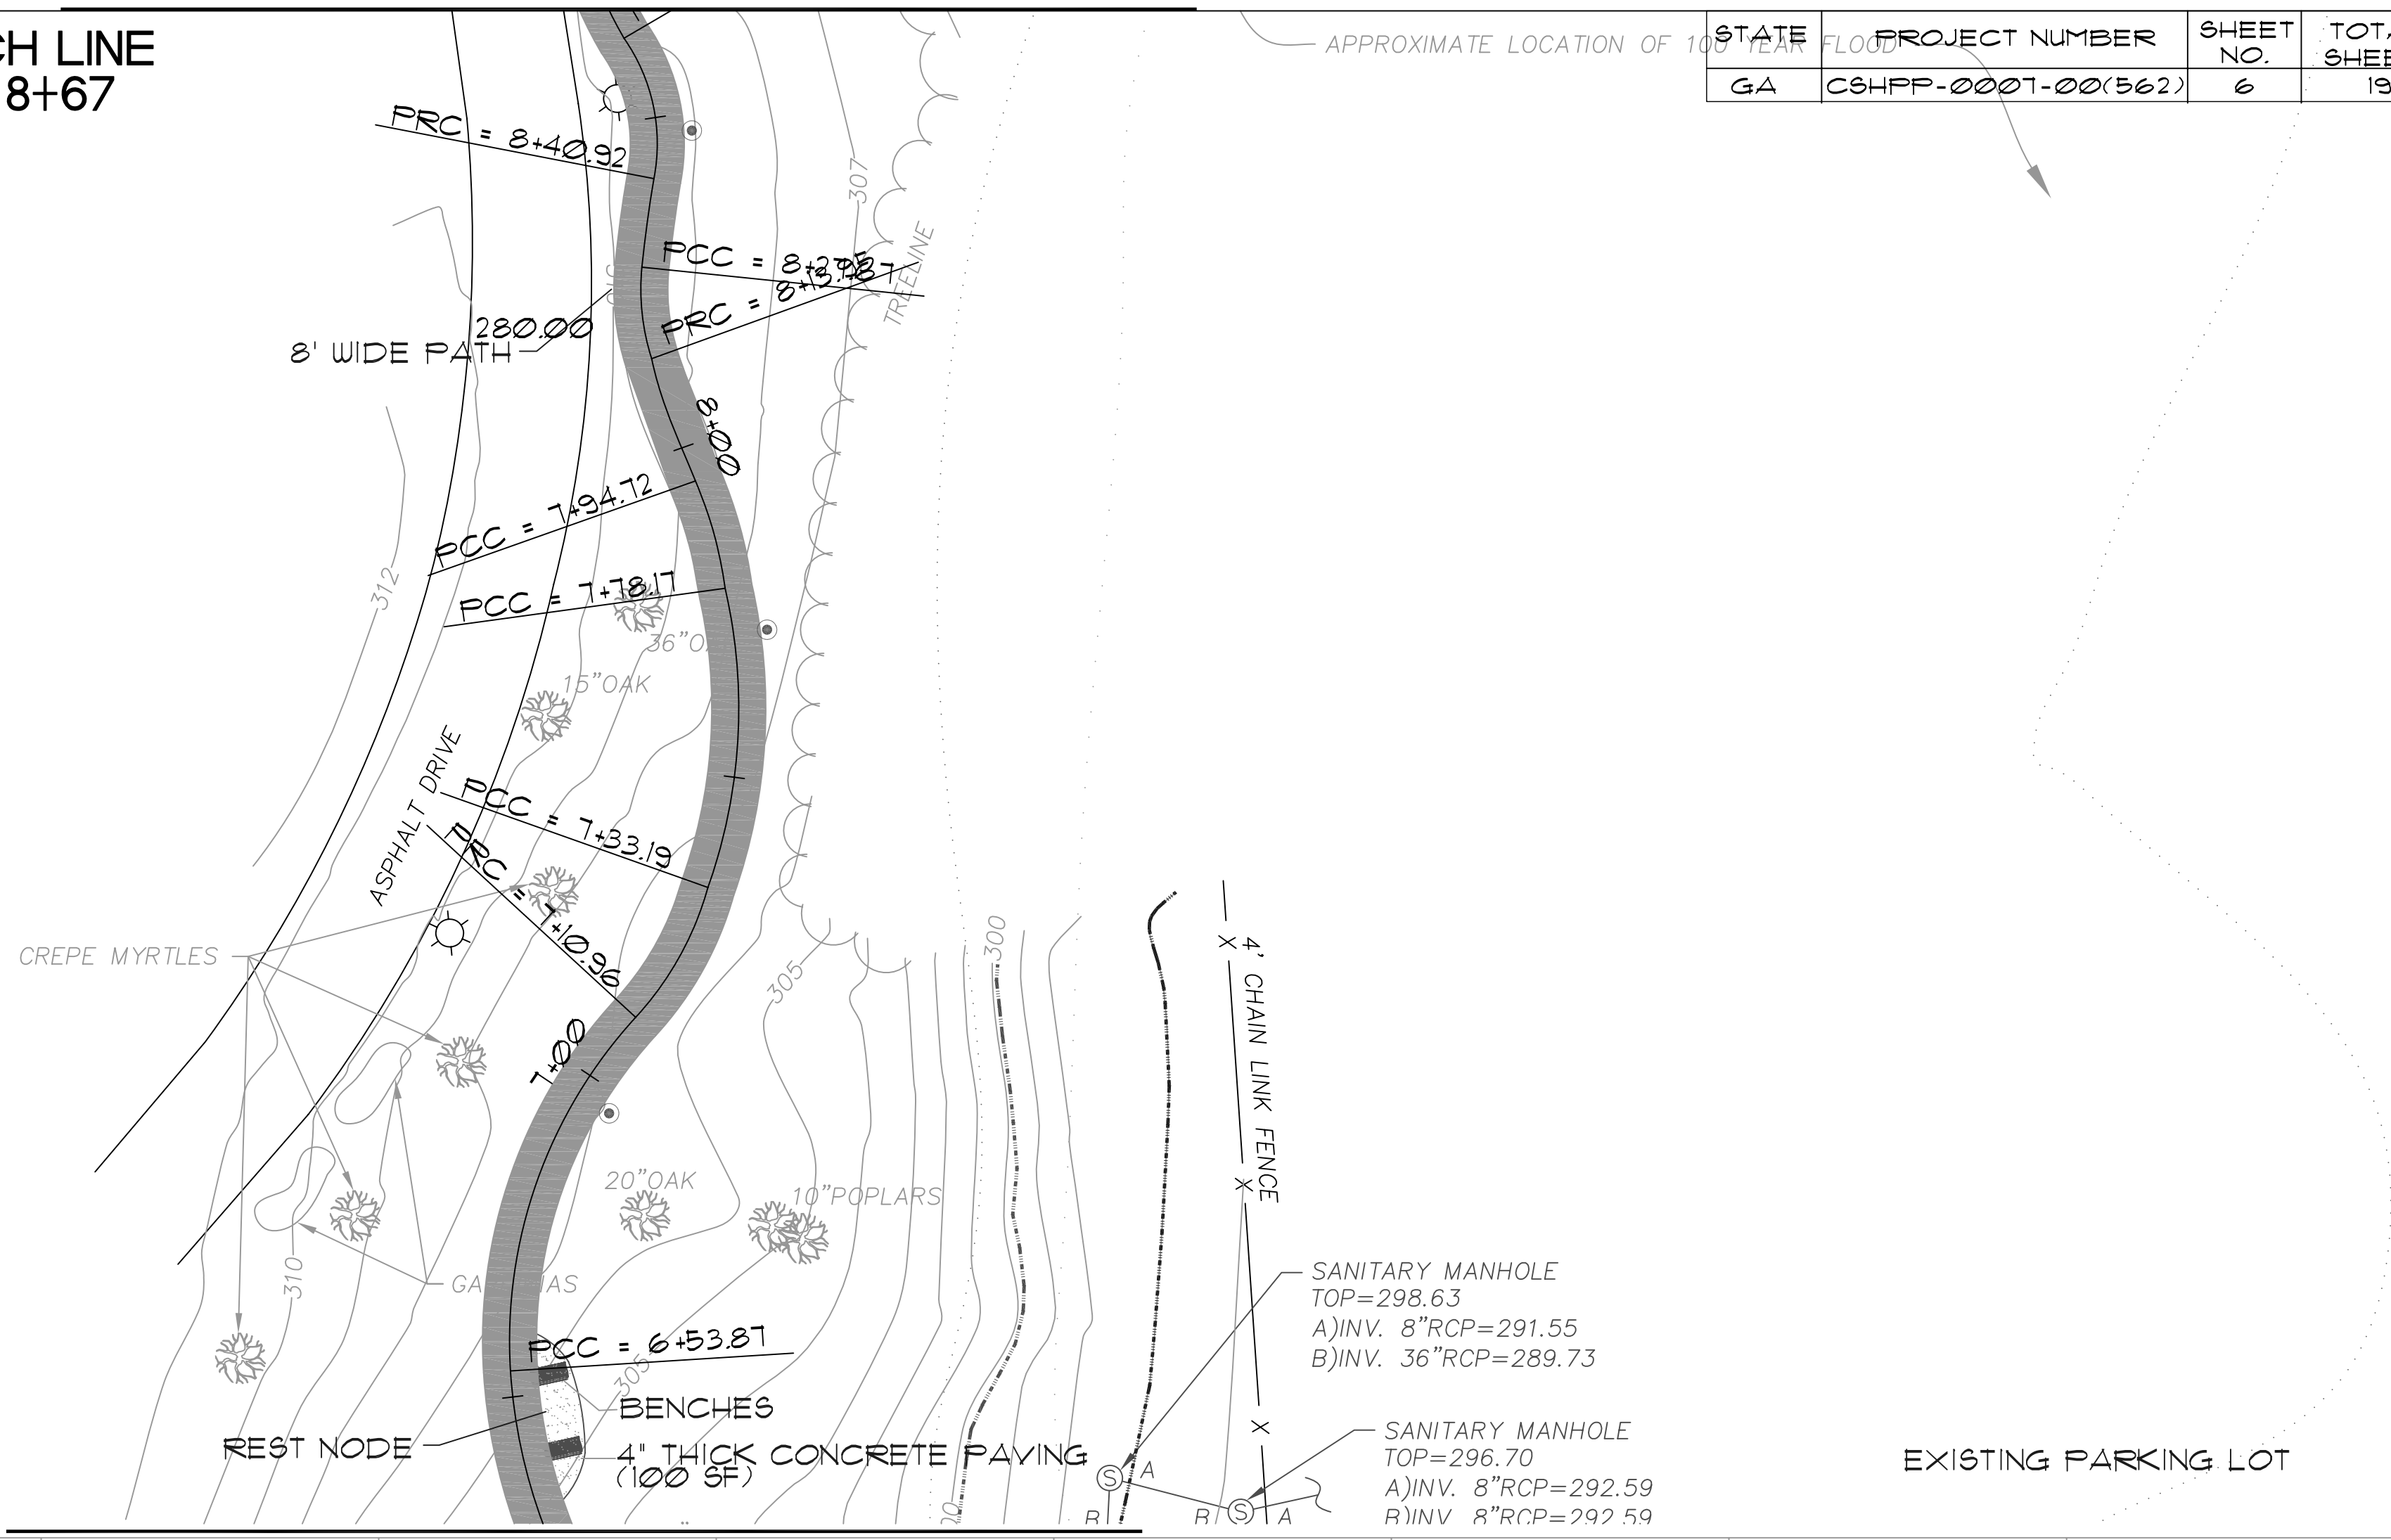 CH LINE
8+67
APPROXIMATE LOCATION OF 100 YEAR FLOOD
STATE
PROJECT NUMBER
SHEET
NO.
SHEE
GA
CSHPP-0007-00(562)
6
19
PRC = 8+40.92
307
PCC =
PRC =
TREELINE
280.00
8' WIDE PATH
8+00
PCC = 7+94.72
312
PCC = 7+78.17
36"O
15"OAK
ASPHALT DRIVE
PCC = 7+33.19
PRC = 7+10.96
CREPE MYRTLES
305
300
4' CHAIN LINK FENCE
X
7+00
20"OAK
10"POPLARS
X
310
GA
IAS
SANITARY MANHOLE
TOP=298.63
A)INV. 8"RCP=291.55
B)INV. 36"RCP=289.73
PCC = 6+53.87
305
BENCHES
REST NODE
4" THICK CONCRETE PAVING
(100 SF)
X
SANITARY MANHOLE
TOP=296.70
A)INV. 8"RCP=292.59
B)INV 8"RCP=292.59
EXISTING PARKING LOT
S
A
S
B
B
A